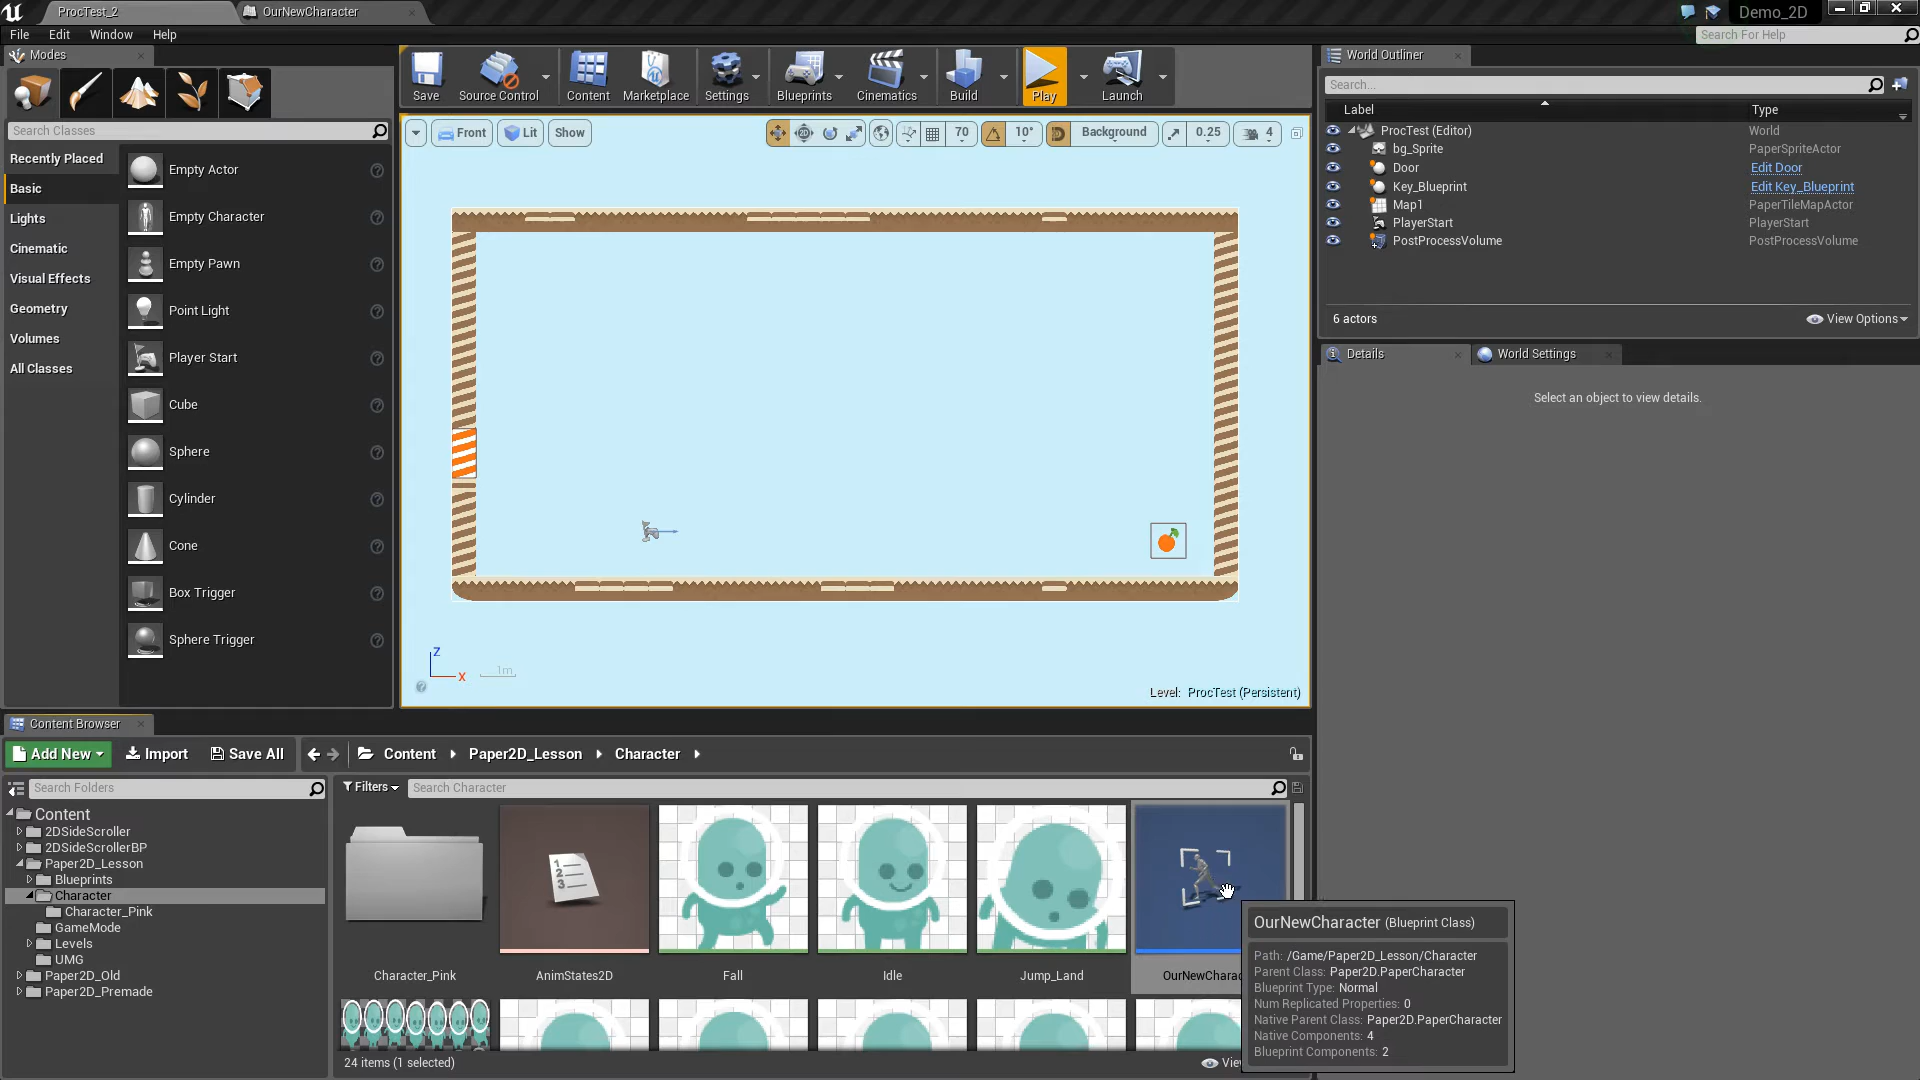 ProcTest_2
OurNewCharacter
Demo_2D
File Edit Window Help
Search For Help
Modes
Search Classes
Recently Placed
Basic
Lights
Cinematic
Visual Effects
Geometry
Volumes
All Classes
Empty Actor
Empty Character
Empty Pawn
Point Light
Player Start
Cube
Sphere
Cylinder
Cone
Box Trigger
Sphere Trigger
Save
Source Control
Content
Marketplace
Settings
Blueprints
Cinematics
Build
Play
Launch
Front
Lit
Show
70
10°
Background
0.25
4
Z
X
1m
Level: ProcTest (Persistent)
World Outliner
Search...
Label Type
ProcTest (Editor) World
bg_Sprite PaperSpriteActor
Door Edit Door
Key_Blueprint Edit Key_Blueprint
Map1 PaperTileMapActor
PlayerStart PlayerStart
PostProcessVolume PostProcessVolume
6 actors
View Options
Details
World Settings
Select an object to view details.
Content Browser
Add New
Import
Save All
Content
Paper2D_Lesson
Character
Search Folders
Filters
Search Character
Content
2DSideScroller
2DSideScrollerBP
Paper2D_Lesson
Blueprints
Character
Character_Pink
GameMode
Levels
UMG
Paper2D_Old
Paper2D_Premade
Character_Pink
AnimStates2D
Fall
Idle
Jump_Land
OurNewCharac
24 items (1 selected)
Vie
OurNewCharacter (Blueprint Class)
Path: /Game/Paper2D_Lesson/Character
Parent Class: Paper2D.PaperCharacter
Blueprint Type: Normal
Num Replicated Properties: 0
Native Parent Class: Paper2D.PaperCharacter
Native Components: 4
Blueprint Components: 2